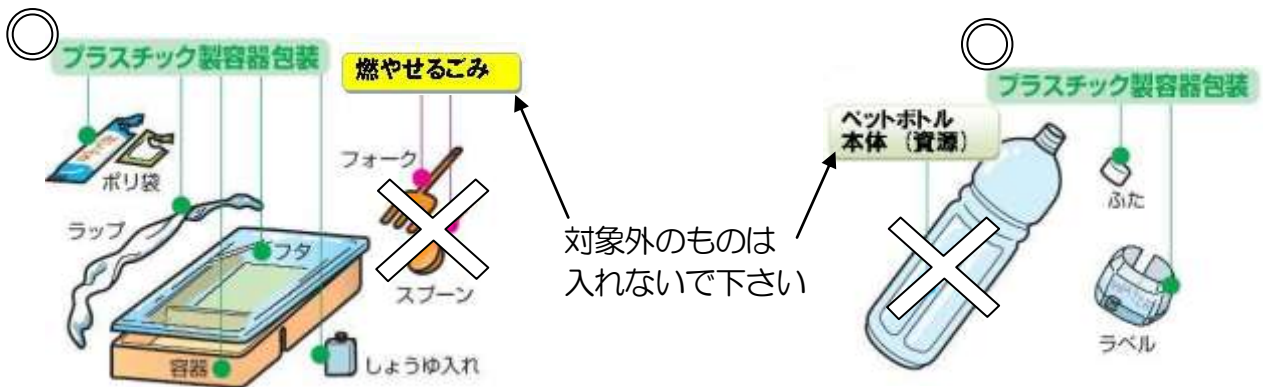 プラスチック製容器包装
燃やせるごみ
ポリ袋
ラップ
フタ
容器
しょうゆ入れ
フォーク
スプーン
対象外のものは
入れないで下さい
プラスチック製容器包装
ペットボトル
本体（資源）
ふた
WATER
ラベル